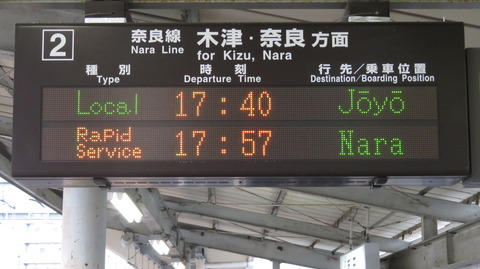 2 奈良線 木津・奈良方面
Nara Line for Kizu, Nara
種別 時刻 行先/乗車位置
Type Departure Time Destination/Boarding Position
Local 17:40 Jōyō
Rapid Service 17:57 Nara